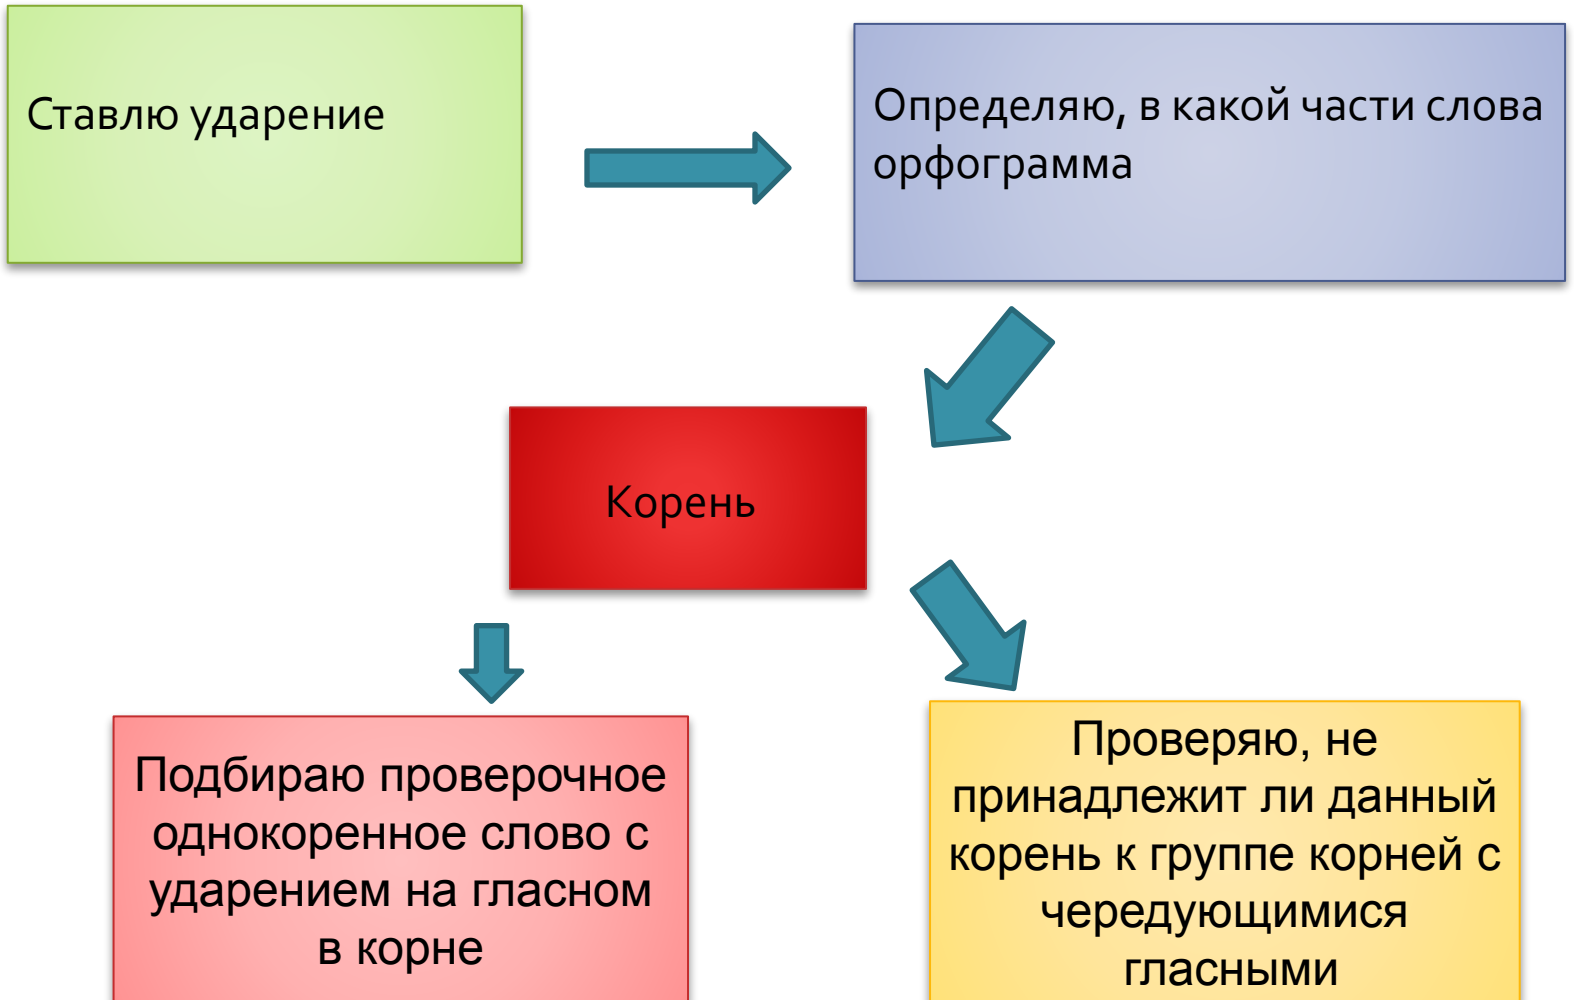 Ставлю ударение
Определяю, в какой части слова
орфограмма
Корень
Подбираю проверочное
однокоренное слово с
ударением на гласном
в корне
Проверяю, не
принадлежит ли данный
корень к группе корней с
чередующимися
гласными